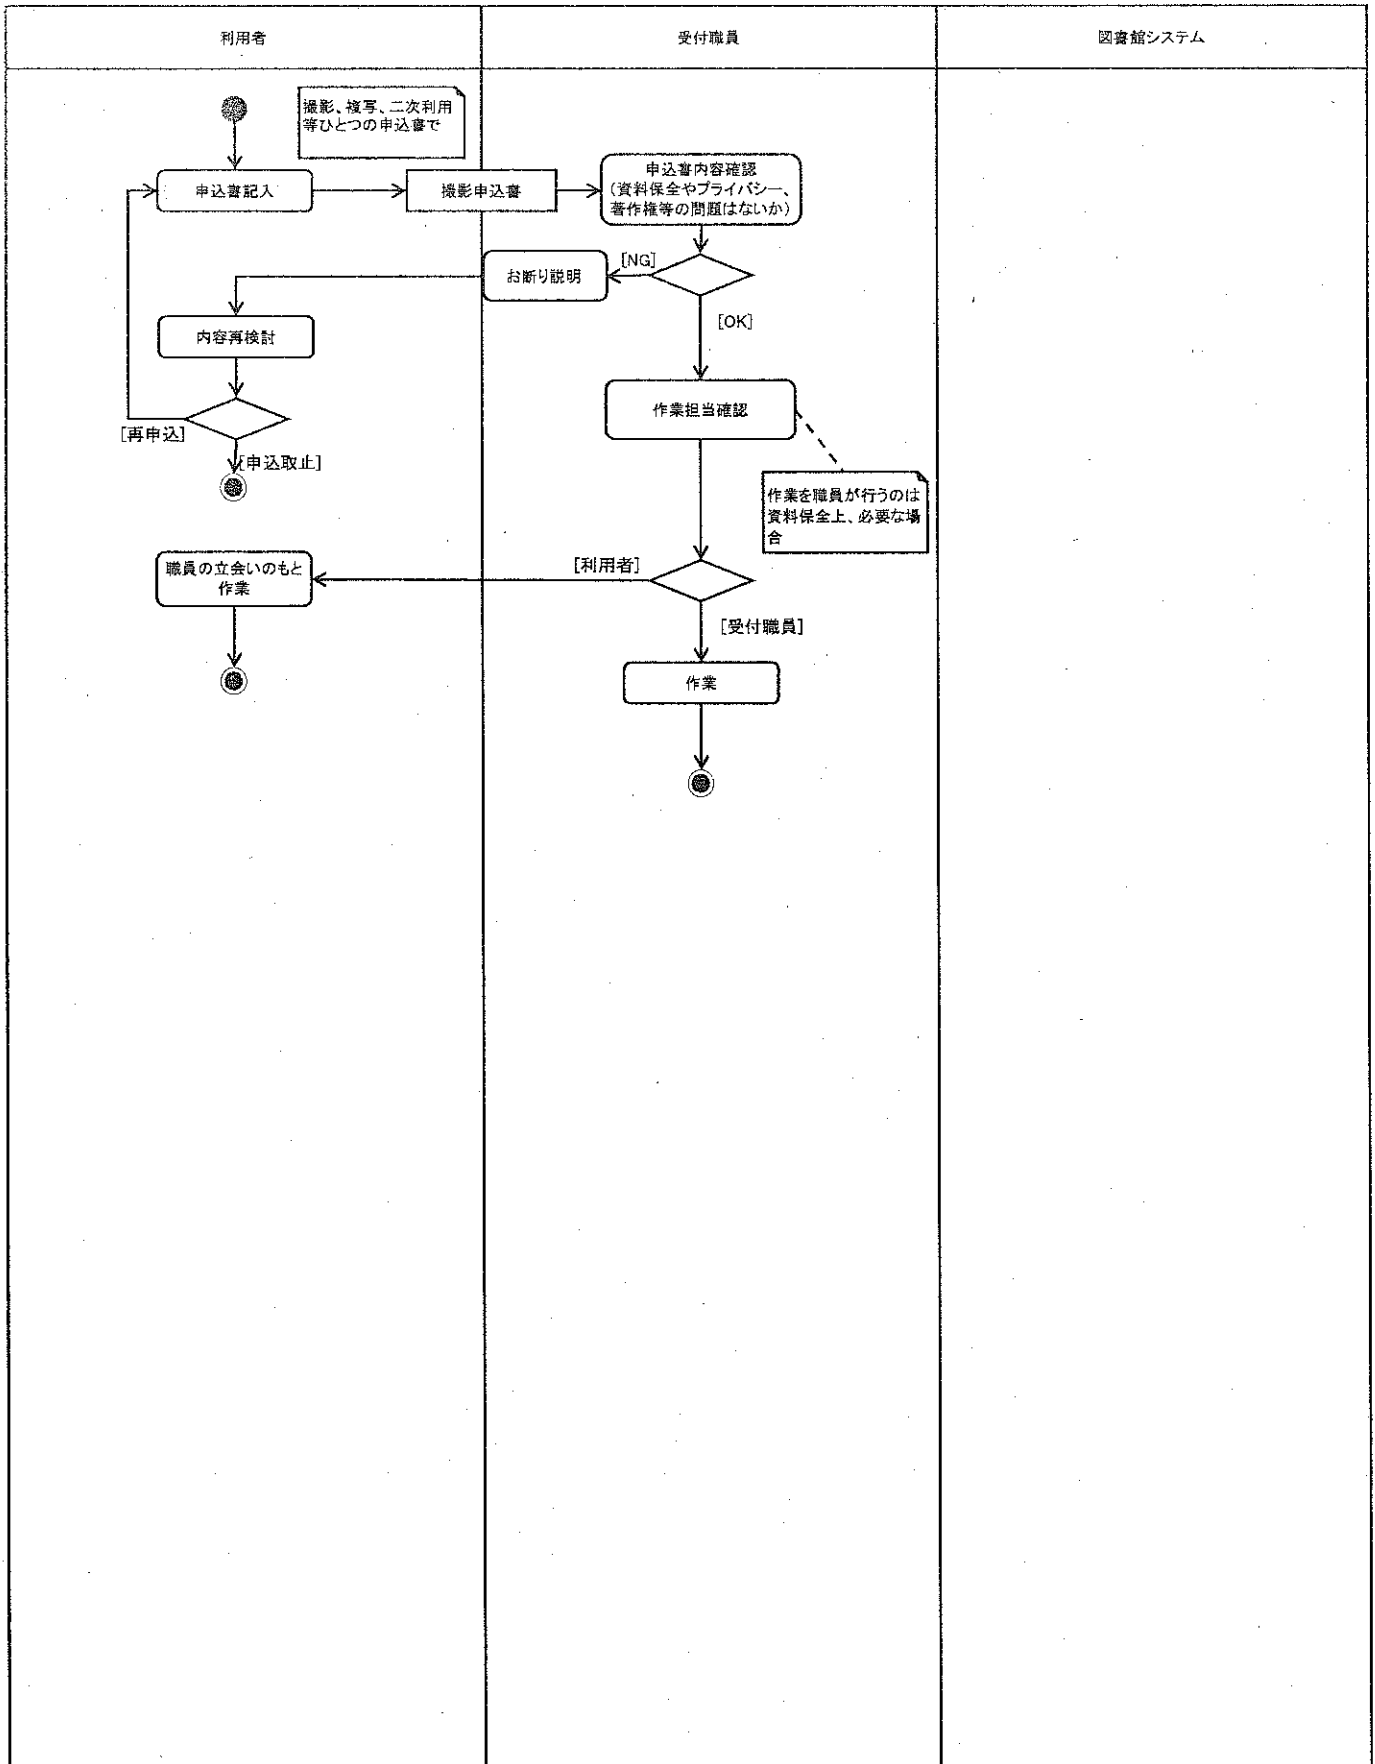 利用者
受付職員
図書館システム
撮影、複写、二次利用
等ひとつの申込書で
申込書記入
撮影申込書
申込書内容確認
(資料保全やプライバシー、
著作権等の問題はないか)
お断り説明
[NG]
[OK]
内容再検討
作業担当確認
[再申込]
[申込取止]
作業を職員が行うのは
資料保全上、必要な場
合
職員の立会いのもと
作業
[利用者]
[受付職員]
作業